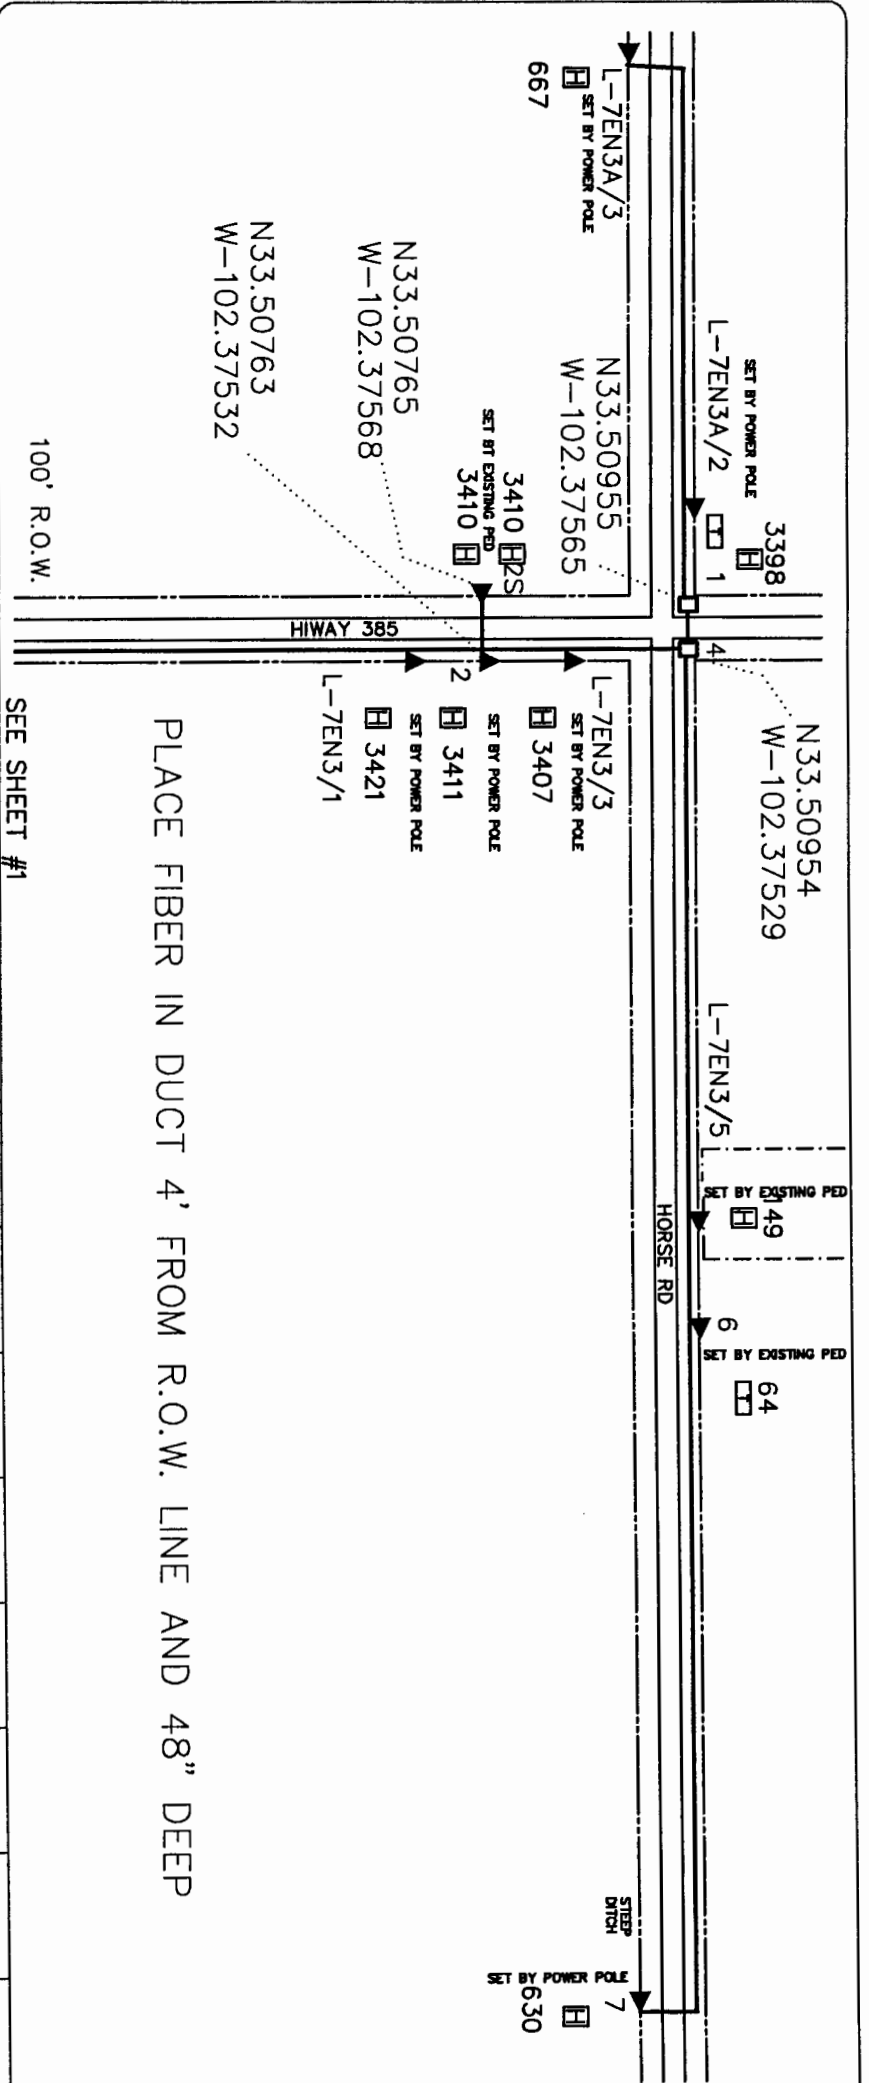 L-7EN3A/3
SET BY POWER POLE
H
667
SET BY POWER POLE
L-7EN3A/2
3398
H
T 1
N33.50955
W-102.37565
N33.50765
W-102.37568
N33.50763
W-102.37532
3410 H 2S
SET BT EXISTING PED
3410 H
4
N33.50954
W-102.37529
HIWAY 385
100' R.O.W.
2
L-7EN3/3
SET BY POWER POLE
H 3407
SET BY POWER POLE
H 3411
SET BY POWER POLE
H 3421
L-7EN3/1
L-7EN3/5
SET BY EXISTING PED
149
H
6
SET BY EXISTING PED
64
T
HORSE RD
STEEP
DITCH
SET BY POWER POLE
7
H
630
PLACE FIBER IN DUCT 4' FROM R.O.W. LINE AND 48" DEEP
SEE SHEET #1